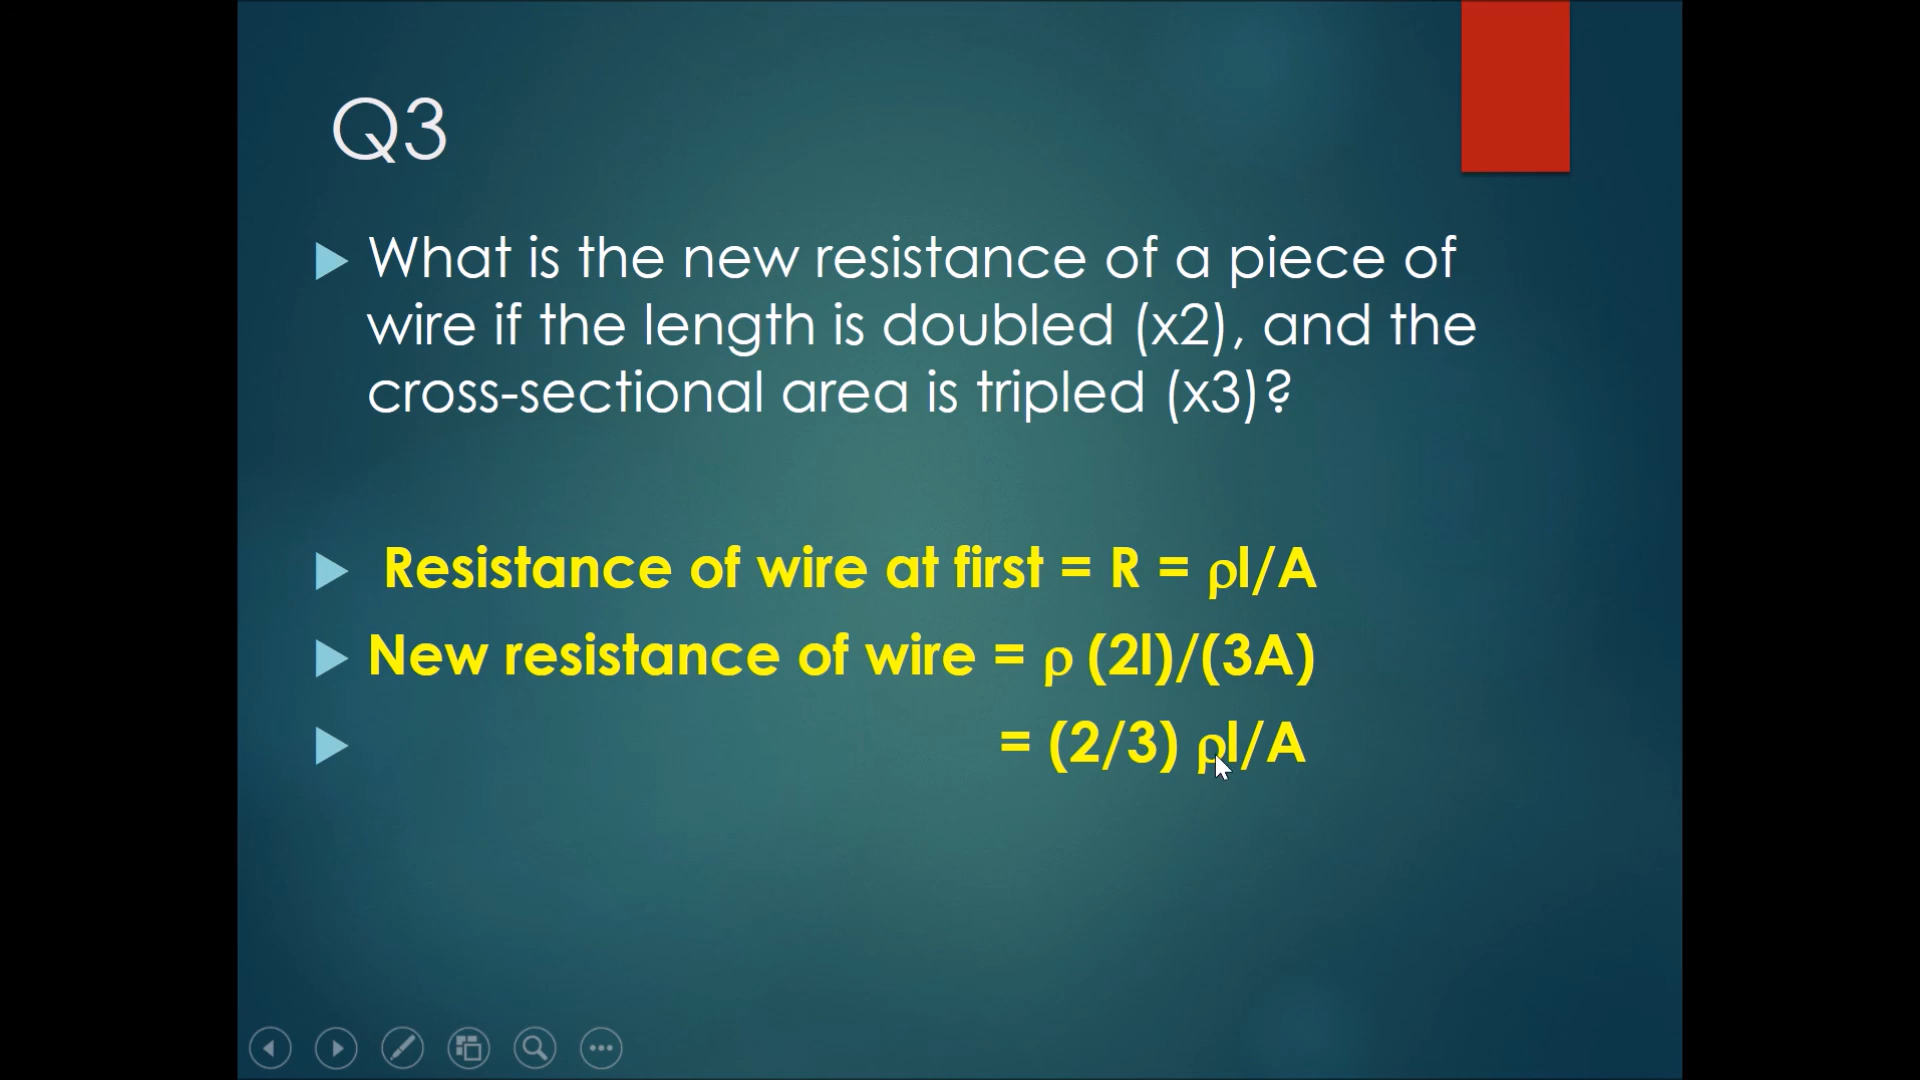 Q3
What is the new resistance of a piece of
wire if the length is doubled (x2), and the
cross-sectional area is tripled (x3)?
Resistance of wire at first = R = ρl/A
New resistance of wire = ρ (2l)/(3A)
= (2/3) ρl/A